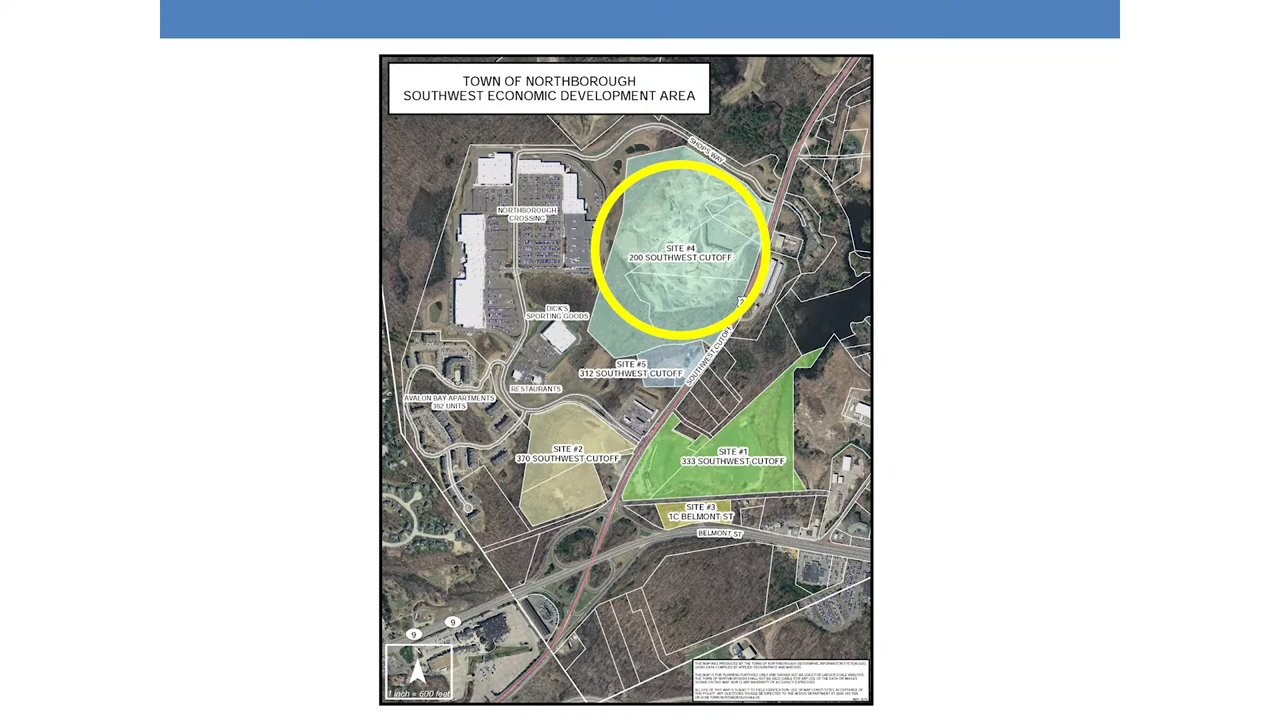 TOWN OF NORTHBOROUGH
SOUTHWEST ECONOMIC DEVELOPMENT AREA
SHOPS WAY
NORTHBOROUGH
CROSSING
SITE #4
200 SOUTHWEST CUTOFF
DICK'S
SPORTING GOODS
SOUTHWEST CUTOFF
SITE #5
312 SOUTHWEST CUTOFF
RESTAURANTS
AVALON BAY APARTMENTS
382 UNITS
SITE #2
370 SOUTHWEST CUTOFF
SITE #1
333 SOUTHWEST CUTOFF
SITE #3
1C BELMONT ST
BELMONT ST
9
9
1 inch = 600 feet